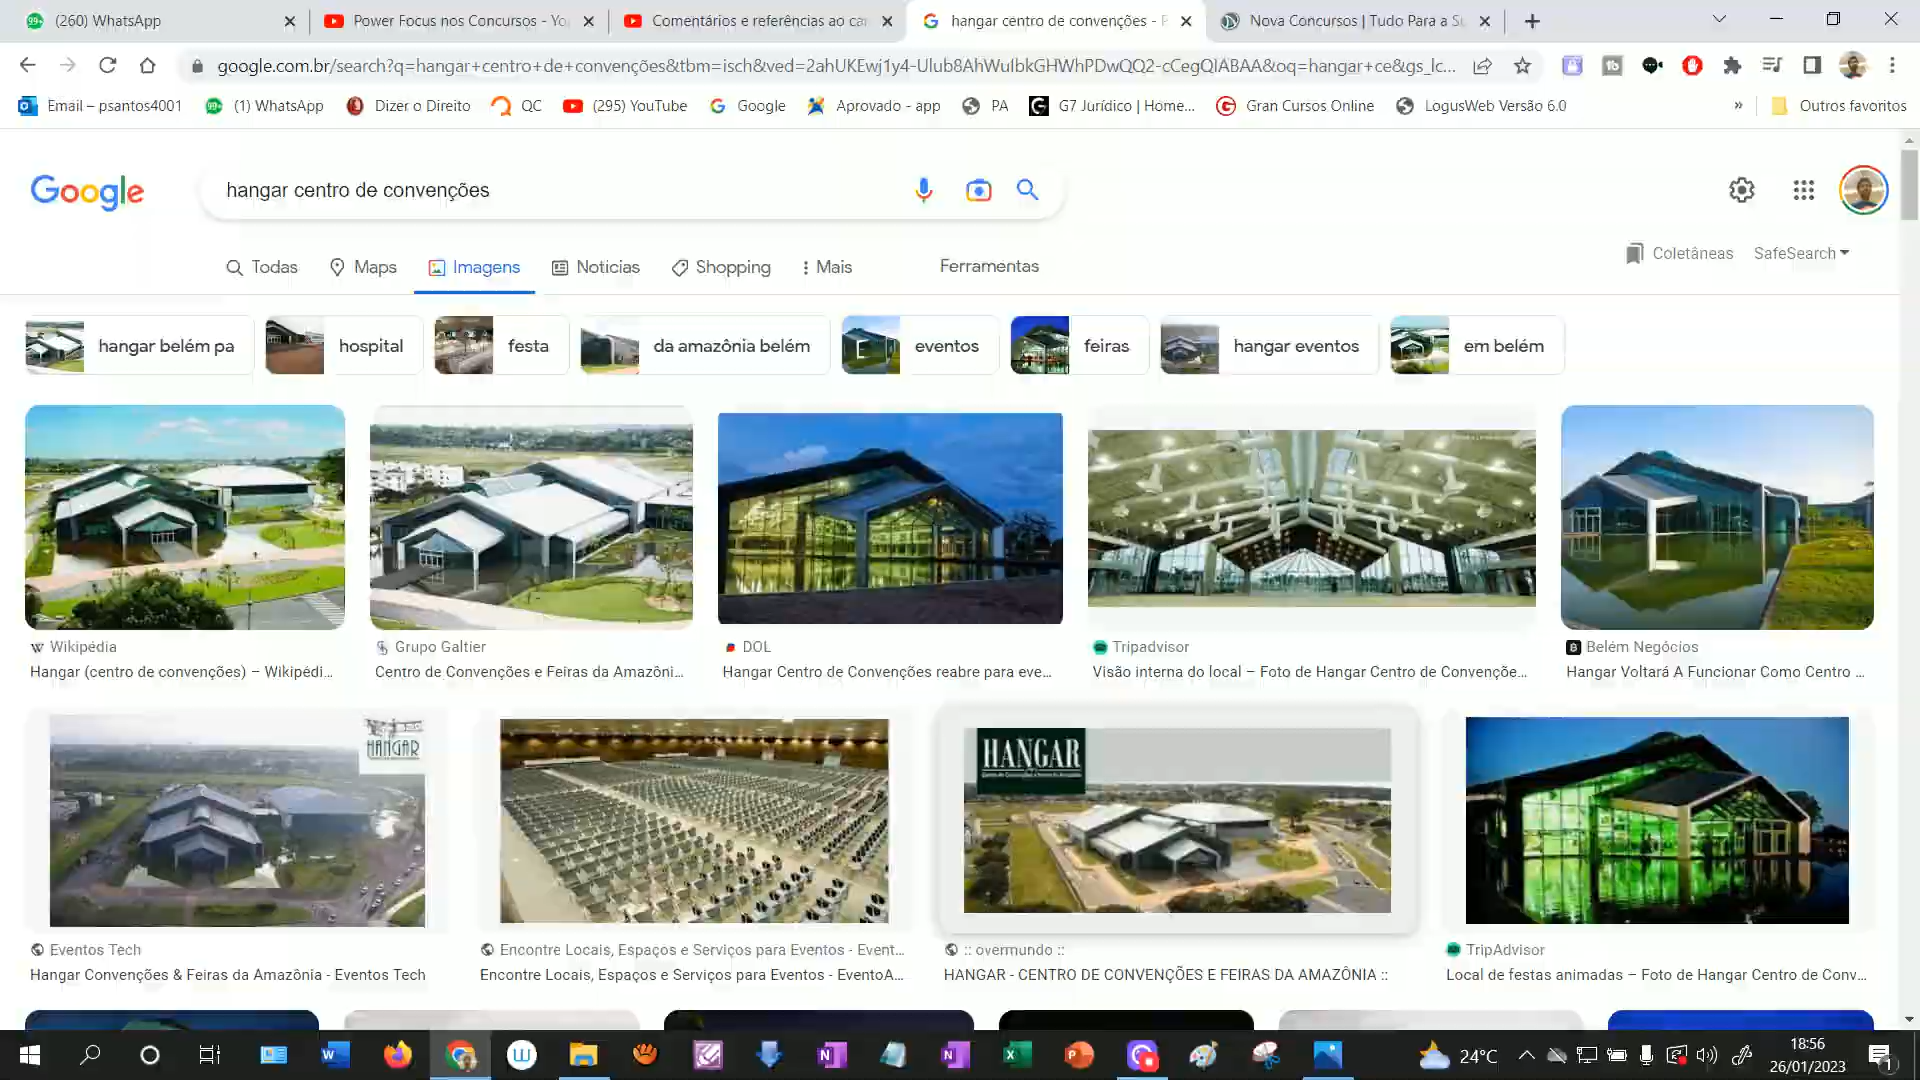 (260) WhatsApp
Power Focus nos Concursos - Yo
Comentários e referências ao ca
hangar centro de convenções - P
Nova Concursos | Tudo Para a Su
google.com.br/search?q=hangar+centro+de+convenções&tbm=isch&ved=2ahUKEwj1y4-Ulub8AhWulbkGHWhPDwQQ2-cCegQIABAA&oq=hangar+ce&gs_lc...
Email – psantos4001
(1) WhatsApp
Dizer o Direito
QC
(295) YouTube
Google
Aprovado - app
PA
G7 Jurídico | Home...
Gran Cursos Online
LogusWeb Versão 6.0
»
Outros favoritos
Google
hangar centro de convenções
Todas
Maps
Imagens
Notícias
Shopping
Mais
Ferramentas
Coletâneas
SafeSearch
hangar belém pa
hospital
festa
da amazônia belém
eventos
feiras
hangar eventos
em belém
Wikipédia
Hangar (centro de convenções) – Wikipédi...
Grupo Galtier
Centro de Convenções e Feiras da Amazôni...
DOL
Hangar Centro de Convenções reabre para eve...
Tripadvisor
Visão interna do local – Foto de Hangar Centro de Convençõe...
Belém Negócios
Hangar Voltará A Funcionar Como Centro ...
HANGAR
HANGAR
Eventos Tech
Hangar Convenções & Feiras da Amazônia - Eventos Tech
Encontre Locais, Espaços e Serviços para Eventos - Event...
Encontre Locais, Espaços e Serviços para Eventos - EventoA...
:: overmundo ::
HANGAR - CENTRO DE CONVENÇÕES E FEIRAS DA AMAZÔNIA ::
TripAdvisor
Local de festas animadas – Foto de Hangar Centro de Conv...
24°C
18:56
26/01/2023
1